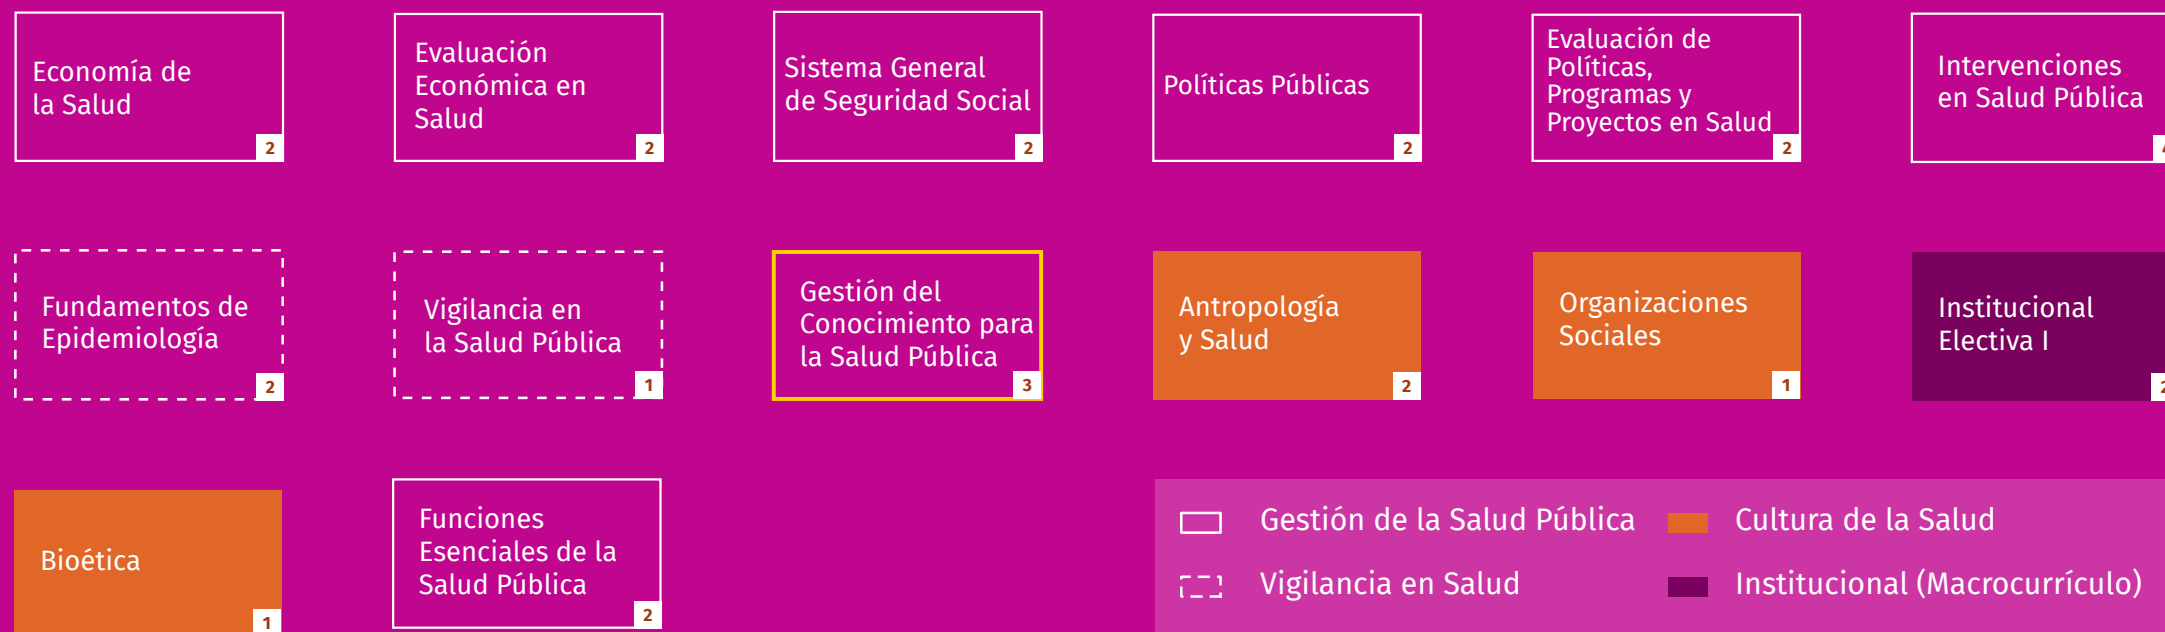 Economía de
la Salud
2
Evaluación
Económica en
Salud
2
Sistema General
de Seguridad Social
2
Políticas Públicas
2
Evaluación de
Políticas,
Programas y
Proyectos en Salud
2
Intervenciones
en Salud Pública
Fundamentos de
Epidemiología
2
Vigilancia en
la Salud Pública
1
Gestión del
Conocimiento para
la Salud Pública
3
Antropología
y Salud
2
Organizaciones
Sociales
1
Institucional
Electiva I
2
Bioética
1
Funciones
Esenciales de la
Salud Pública
2
Gestión de la Salud Pública
Cultura de la Salud
Vigilancia en Salud
Institucional (Macrocurrículo)